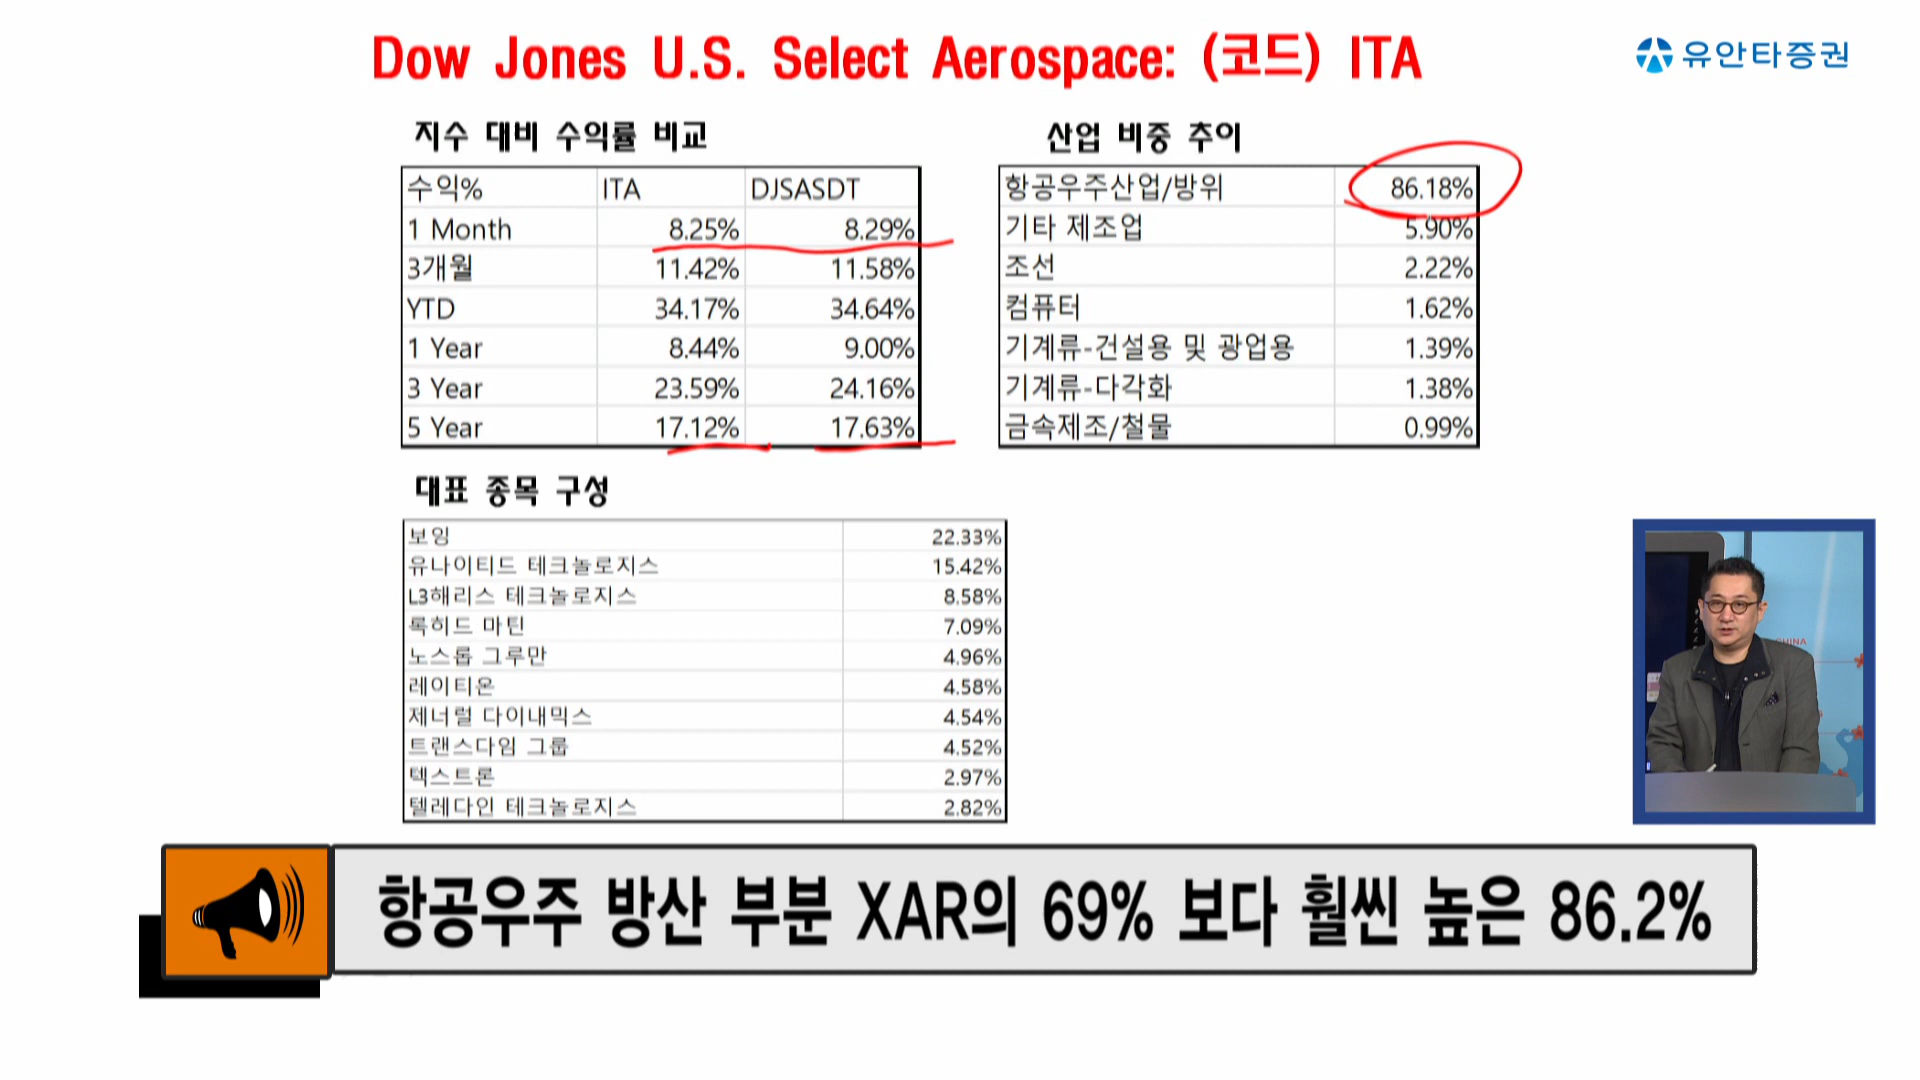 Dow Jones U.S. Select Aerospace: (코드) ITA
유안타증권
지수 대비 수익률 비교
수익% ITA DJSASDT
1 Month 8.25% 8.29%
3개월 11.42% 11.58%
YTD 34.17% 34.64%
1 Year 8.44% 9.00%
3 Year 23.59% 24.16%
5 Year 17.12% 17.63%
산업 비중 추이
항공우주산업/방위 86.18%
기타 제조업 5.90%
조선 2.22%
컴퓨터 1.62%
기계류-건설용 및 광업용 1.39%
기계류-다각화 1.38%
금속제조/철물 0.99%
대표 종목 구성
보잉 22.33%
유나이티드 테크놀로지스 15.42%
L3해리스 테크놀로지스 8.58%
록히드 마틴 7.09%
노스롭 그루만 4.96%
레이티온 4.58%
제너럴 다이내믹스 4.54%
트랜스다임 그룹 4.52%
텍스트론 2.97%
텔레다인 테크놀로지스 2.82%
CHINA
항공우주 방산 부분 XAR의 69% 보다 훨씬 높은 86.2%